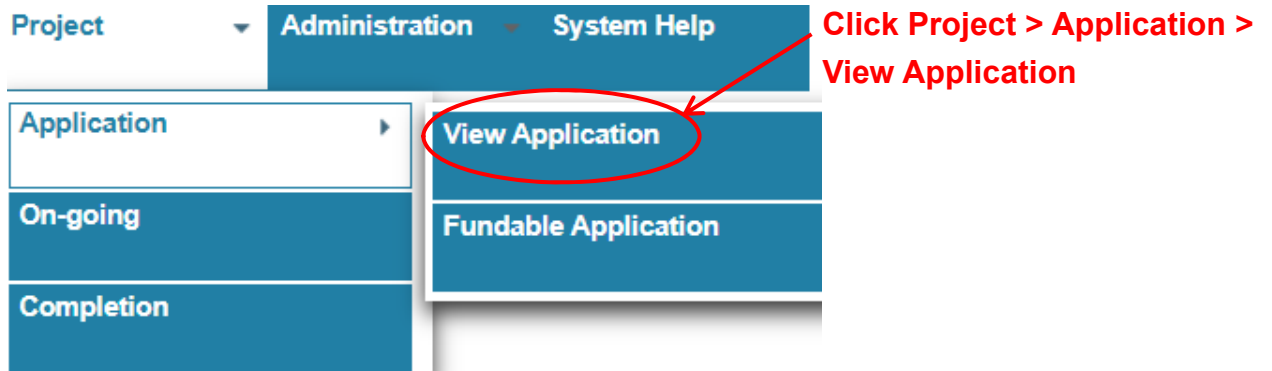 Project Administration System Help
Click Project > Application >
View Application
Application
View Application
On-going
Fundable Application
Completion